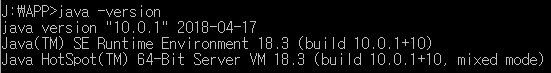 J:₩APP>java -version
java version "10.0.1" 2018-04-17
Java(TM) SE Runtime Environment 18.3 (build 10.0.1+10)
Java HotSpot(TM) 64-Bit Server VM 18.3 (build 10.0.1+10, mixed mode)